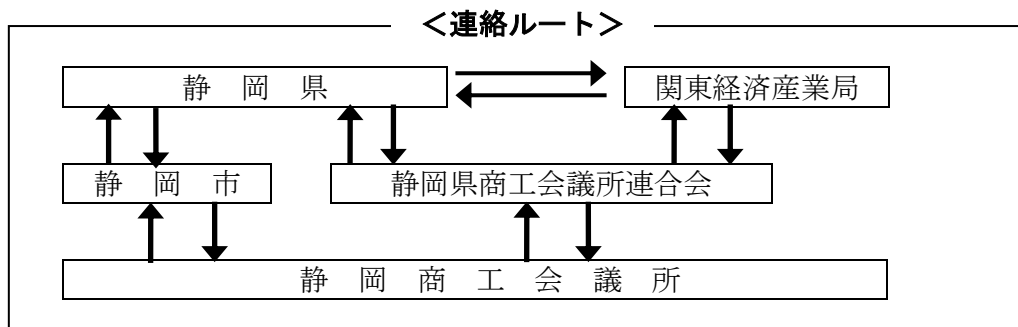 ＜連絡ルート＞
静　岡　県
関東経済産業局
静　岡　市
静岡県商工会議所連合会
静　岡　商　工　会　議　所